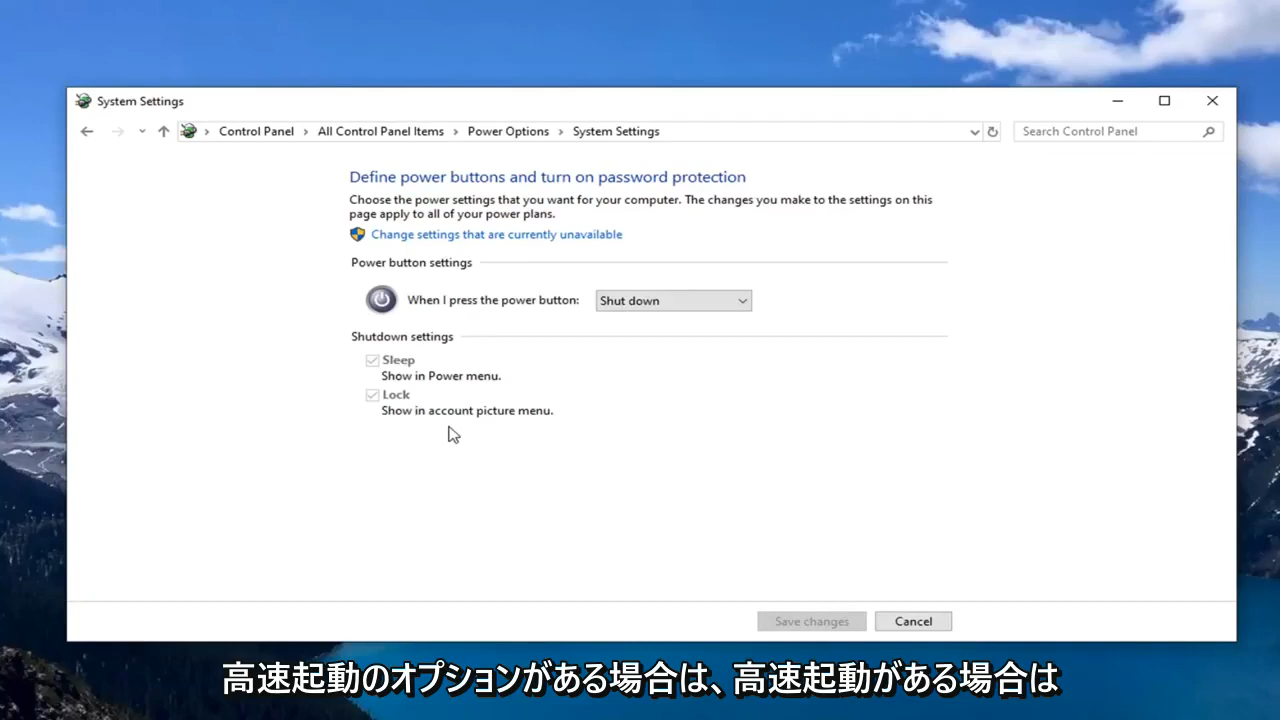 System Settings
Control Panel › All Control Panel Items › Power Options › System Settings
Search Control Panel
Define power buttons and turn on password protection
Choose the power settings that you want for your computer. The changes you make to the settings on this
page apply to all of your power plans.
Change settings that are currently unavailable
Power button settings
When I press the power button: Shut down
Shutdown settings
Sleep
Show in Power menu.
Lock
Show in account picture menu.
Save changes Cancel
高速起動のオプションがある場合は、高速起動がある場合は